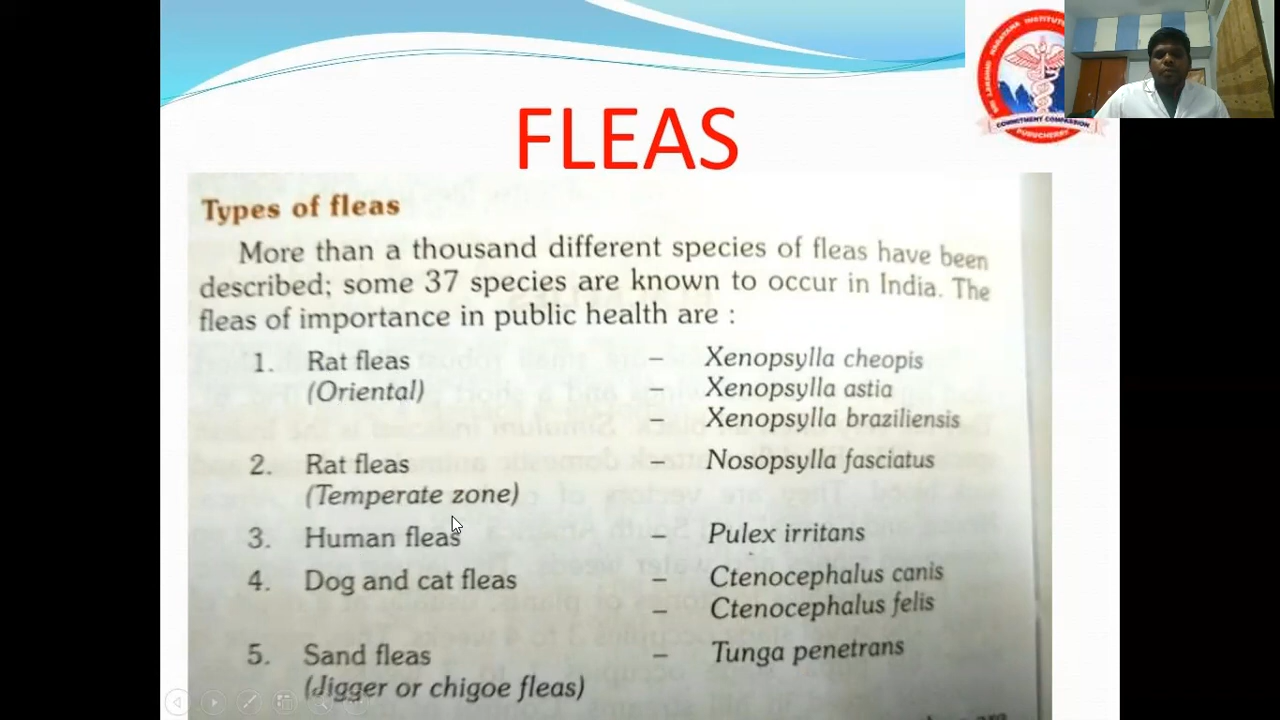 FLEAS
COMMITMENT COMPASSION
PUDUCHERRY
Types of fleas
More than a thousand different species of fleas have been
described; some 37 species are known to occur in India. The
fleas of importance in public health are :
1. Rat fleas – Xenopsylla cheopis
(Oriental) Xenopsylla astia
– Xenopsylla braziliensis
2. Rat fleas – Nosopsylla fasciatus
(Temperate zone)
3. Human fleas – Pulex irritans
4. Dog and cat fleas – Ctenocephalus canis
– Ctenocephalus felis
5. Sand fleas – Tunga penetrans
(Jigger or chigoe fleas)